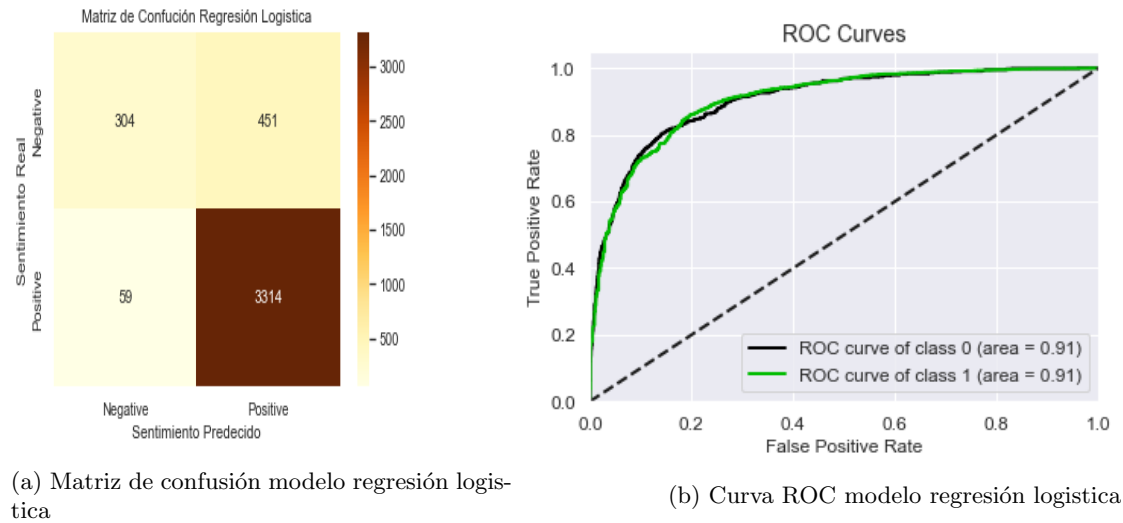 Matriz de Confución Regresión Logistica
Sentimiento Real
Negative
Positive
304
451
59
3314
3000
2500
2000
1500
1000
500
Negative
Positive
Sentimiento Predecido
(a) Matriz de confusión modelo regresión logis-
tica
ROC Curves
True Positive Rate
1.0
0.8
0.6
0.4
0.2
0.0
ROC curve of class 0 (area = 0.91)
ROC curve of class 1 (area = 0.91)
0.0
0.2
0.4
0.6
0.8
1.0
False Positive Rate
(b) Curva ROC modelo regresión logistica